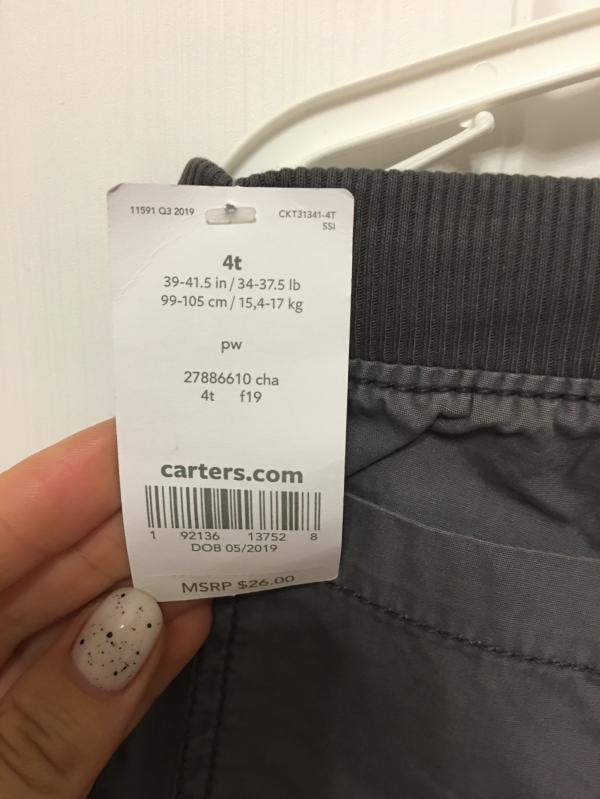 11591 Q3 2019
CKT31341-4T
SSI
4t
39-41.5 in / 34-37.5 lb
99-105 cm / 15,4-17 kg
pw
27886610 cha
4t f19
carters.com
1 92136 13752 8
DOB 05/2019
MSRP $26.00